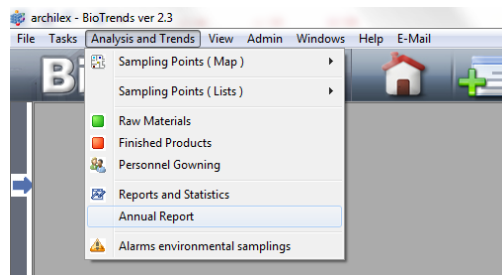 archilex - BioTrends ver 2.3
File Tasks Analysis and Trends View Admin Windows Help E-Mail
Sampling Points ( Map )
Sampling Points ( Lists )
Raw Materials
Finished Products
Personnel Gowning
Reports and Statistics
Annual Report
Alarms environmental samplings